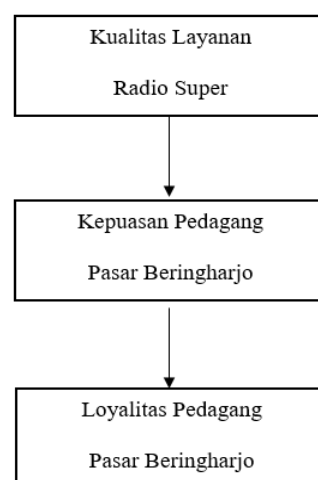 Kualitas Layanan
Radio Super
Kepuasan Pedagang
Pasar Beringharjo
Loyalitas Pedagang
Pasar Beringharjo